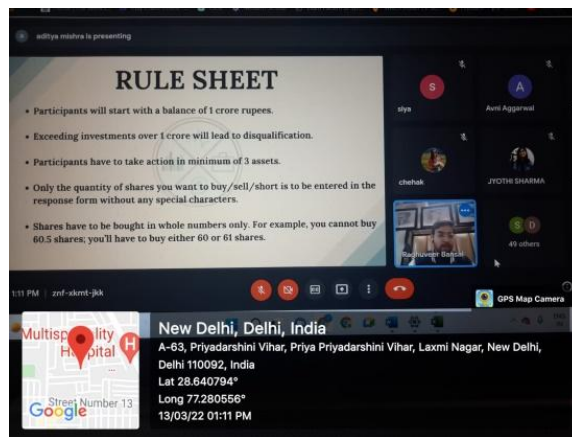 aditya mishra is presenting
RULE SHEET
• Participants will start with a balance of 1 crore rupees.
• Exceeding investments over 1 crore will lead to disqualification.
• Participants have to take action in minimum of 3 assets.
• Only the quantity of shares you want to buy/sell/short is to be entered in the
response form without any special characters.
• Shares have to be bought in whole numbers only. For example, you cannot buy
60.5 shares; you'll have to buy either 60 or 61 shares.
S
siya
A
Avni Aggarwal
chehak
JYOTHI SHARMA
Raghuveer Bansal
S D
49 others
1:11 PM | znf-akmt-jkk
GPS Map Camera
Multisp lity
H pital
H
Street Number 13
Google
New Delhi, Delhi, India
A-63, Priyadarshini Vihar, Priya Priyadarshini Vihar, Laxmi Nagar, New Delhi,
Delhi 110092, India
Lat 28.640794°
Long 77.280556°
13/03/22 01:11 PM